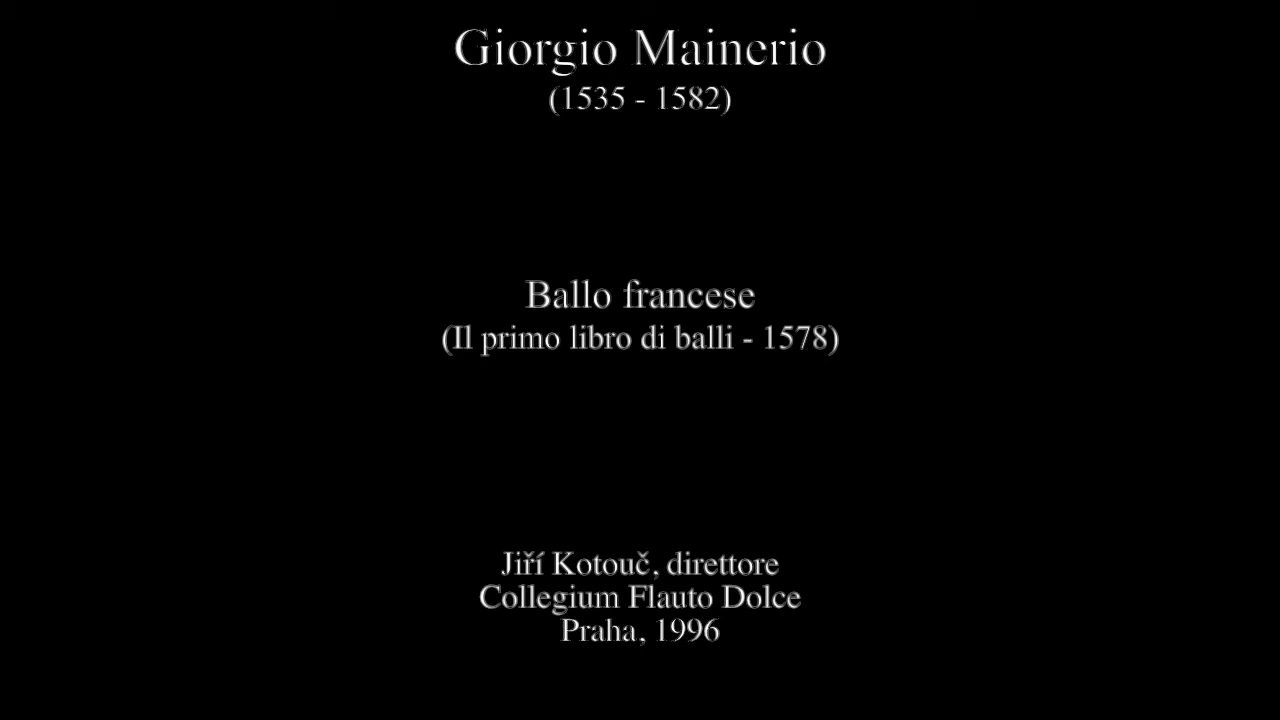 Giorgio Mainerio
(1535 - 1582)
Ballo francese
(Il primo libro di balli - 1578)
Jiří Kotouč, direttore
Collegium Flauto Dolce
Praha, 1996